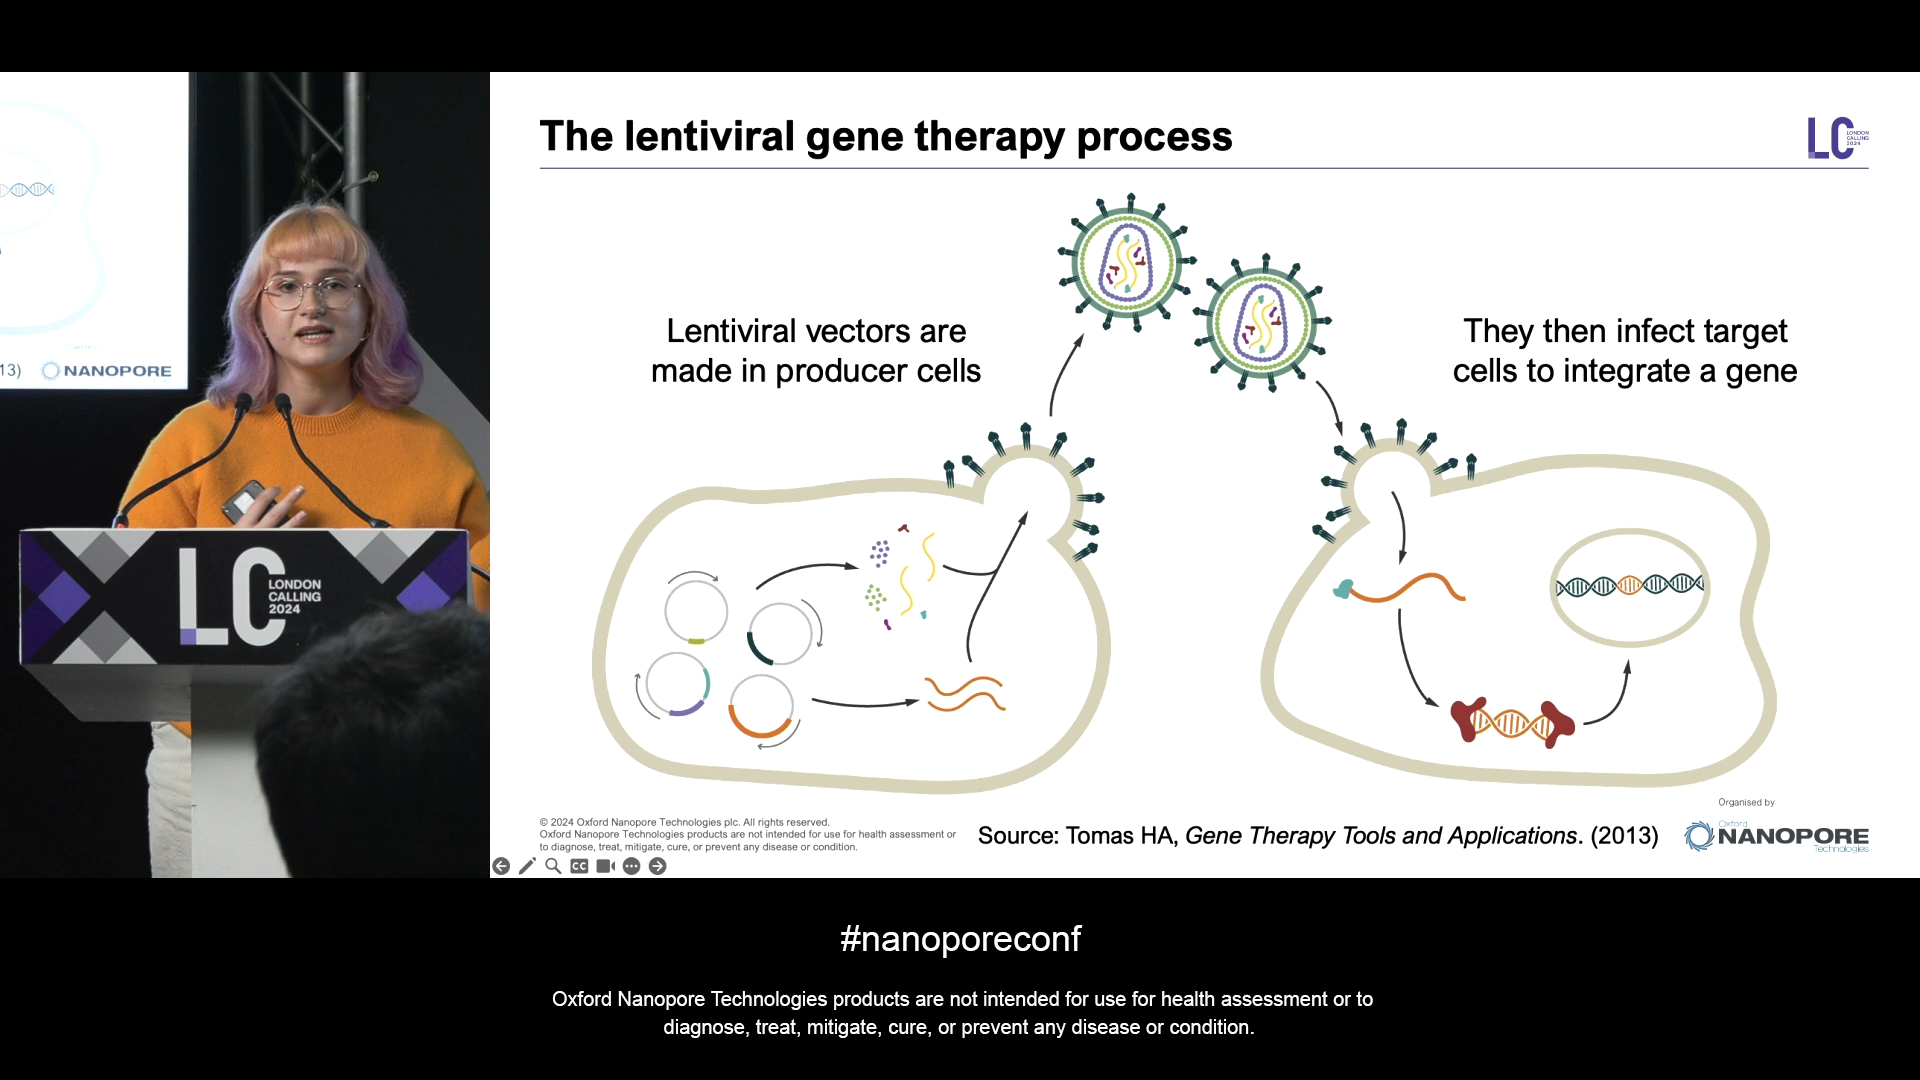 13)
NANOPORE
LC
LONDON
CALLING
2024
The lentiviral gene therapy process
LC
LONDON
CALLING
2024
Lentiviral vectors are
made in producer cells
They then infect target
cells to integrate a gene
© 2024 Oxford Nanopore Technologies plc. All rights reserved.
Oxford Nanopore Technologies products are not intended for use for health assessment or
to diagnose, treat, mitigate, cure, or prevent any disease or condition.
Source: Tomas HA, Gene Therapy Tools and Applications. (2013)
Organised by
Oxford
NANOPORE
Technologies
CC
#nanoporeconf
Oxford Nanopore Technologies products are not intended for use for health assessment or to
diagnose, treat, mitigate, cure, or prevent any disease or condition.